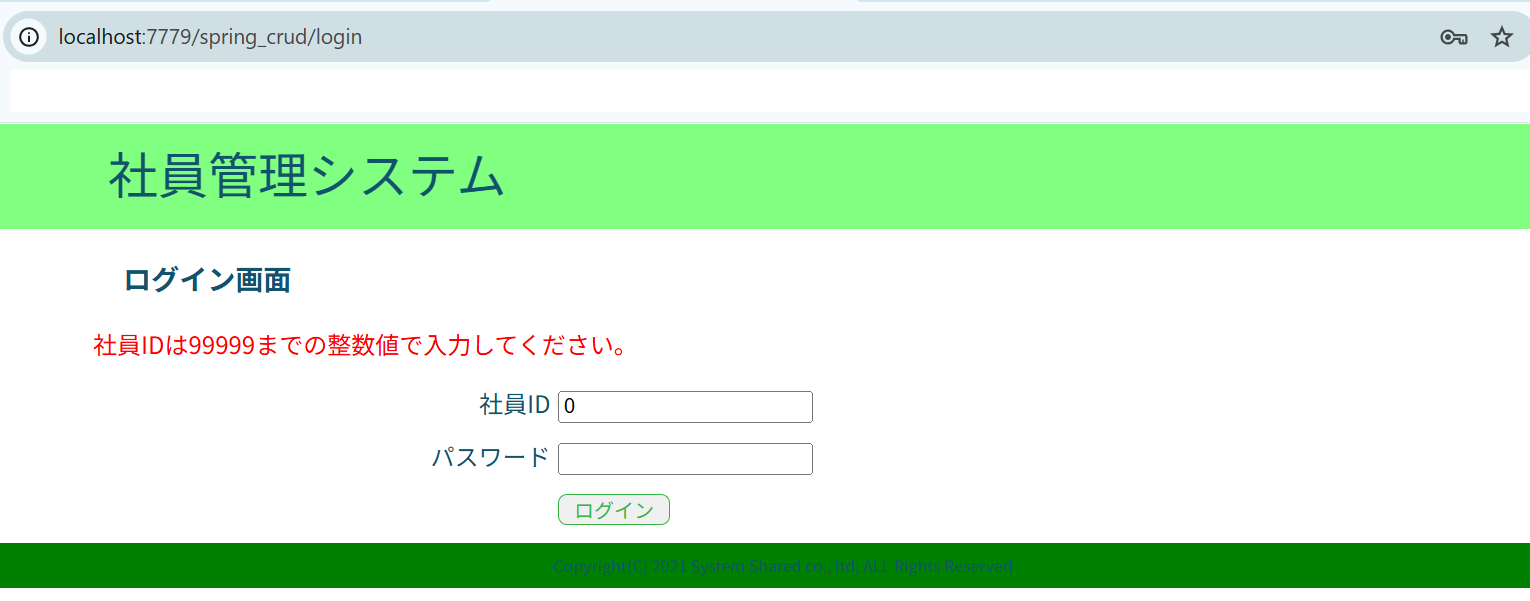 localhost:7779/spring_crud/login
社員管理システム
ログイン画面
社員IDは99999までの整数値で入力してください。
社員ID 0
パスワード
ログイン
Copyright(C) 2021 System Shared co., ltd, ALL Rights Reserved